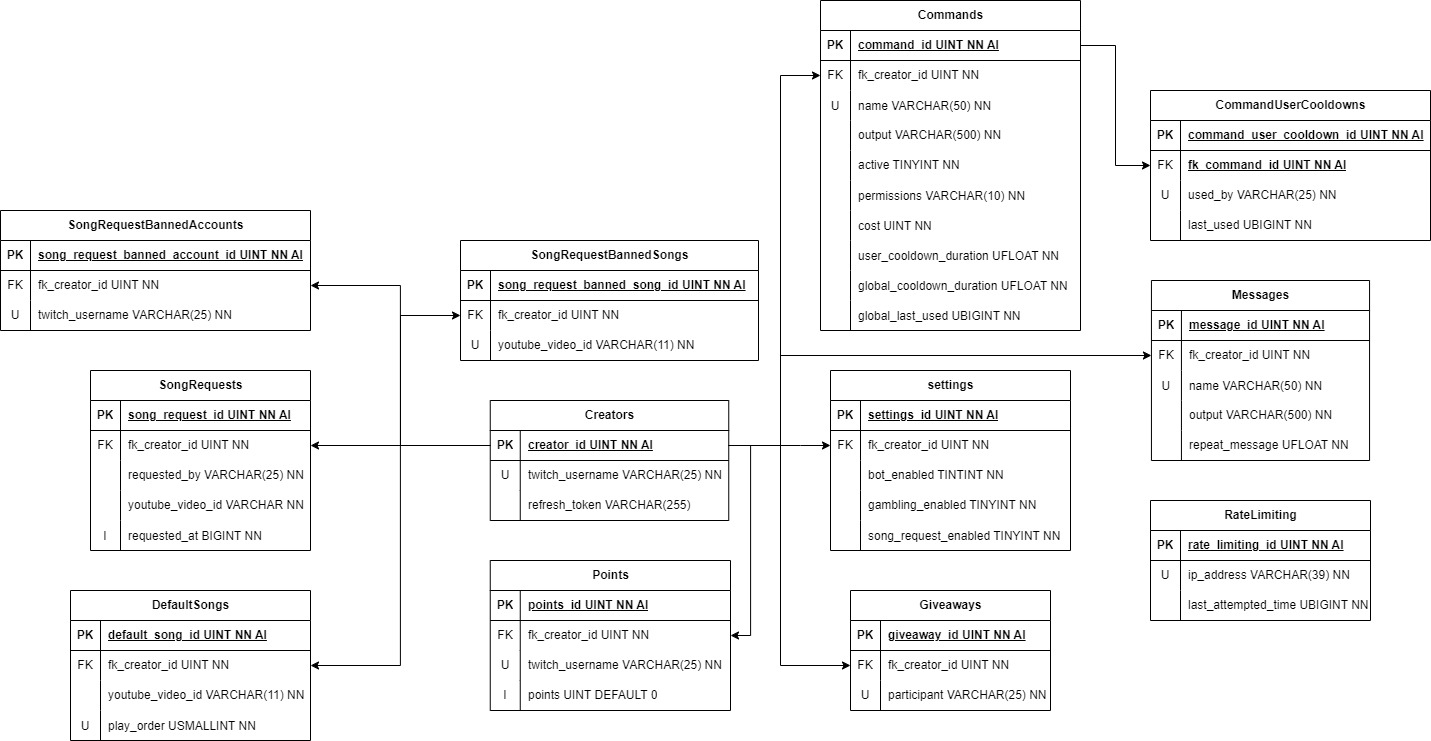 Commands
PK command_id UINT NN AI
FK fk_creator_id UINT NN
U name VARCHAR(50) NN
output VARCHAR(500) NN
active TINYINT NN
permissions VARCHAR(10) NN
cost UINT NN
user_cooldown_duration UFLOAT NN
global_cooldown_duration UFLOAT NN
global_last_used UBIGINT NN
CommandUserCooldowns
PK command_user_cooldown_id UINT NN AI
FK fk_command_id UINT NN AI
U used_by VARCHAR(25) NN
last_used UBIGINT NN
SongRequestBannedAccounts
PK song_request_banned_account_id UINT NN AI
FK fk_creator_id UINT NN
U twitch_username VARCHAR(25) NN
SongRequestBannedSongs
PK song_request_banned_song_id UINT NN AI
FK fk_creator_id UINT NN
U youtube_video_id VARCHAR(11) NN
Messages
PK message_id UINT NN AI
FK fk_creator_id UINT NN
U name VARCHAR(50) NN
output VARCHAR(500) NN
repeat_message UFLOAT NN
SongRequests
PK song_request_id UINT NN AI
FK fk_creator_id UINT NN
requested_by VARCHAR(25) NN
youtube_video_id VARCHAR NN
I requested_at BIGINT NN
Creators
PK creator_id UINT NN AI
U twitch_username VARCHAR(25) NN
refresh_token VARCHAR(255)
settings
PK settings_id UINT NN AI
FK fk_creator_id UINT NN
bot_enabled TINTINT NN
gambling_enabled TINYINT NN
song_request_enabled TINYINT NN
RateLimiting
PK rate_limiting_id UINT NN AI
U ip_address VARCHAR(39) NN
last_attempted_time UBIGINT NN
DefaultSongs
PK default_song_id UINT NN AI
FK fk_creator_id UINT NN
youtube_video_id VARCHAR(11) NN
U play_order USMALLINT NN
Points
PK points_id UINT NN AI
FK fk_creator_id UINT NN
U twitch_username VARCHAR(25) NN
I points UINT DEFAULT 0
Giveaways
PK giveaway_id UINT NN AI
FK fk_creator_id UINT NN
U participant VARCHAR(25) NN